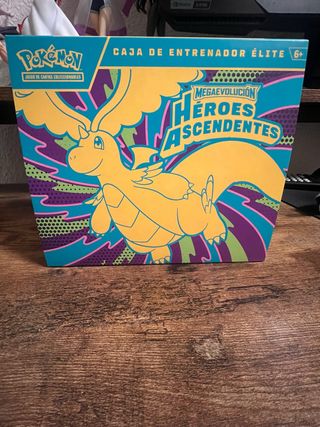 Pokémon
JUEGO DE CARTAS COLECCIONABLES
CAJA DE ENTRENADOR ÉLITE
6+
MEGAEVOLUCIÓN
HÉROES
ASCENDENTES